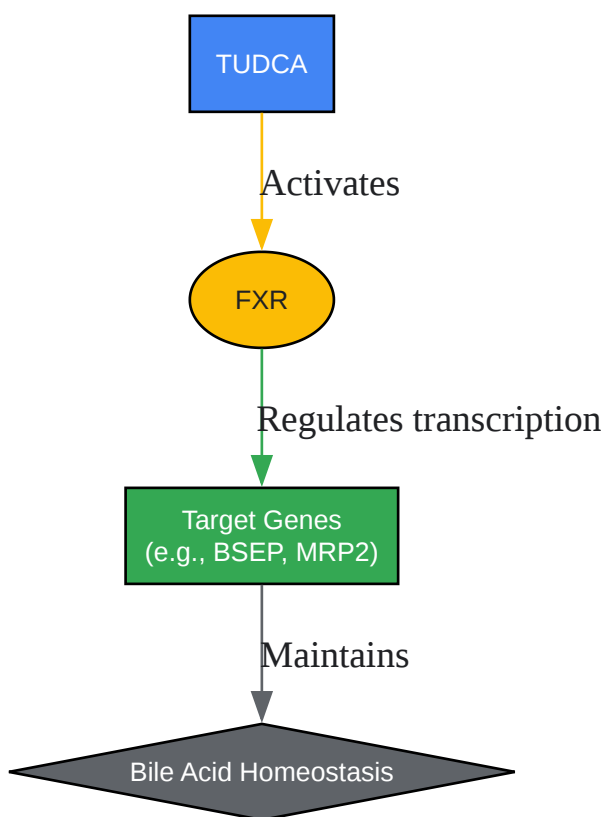 TUDCA
Activates
FXR
Regulates transcription
Target Genes
(e.g., BSEP, MRP2)
Maintains
Bile Acid Homeostasis